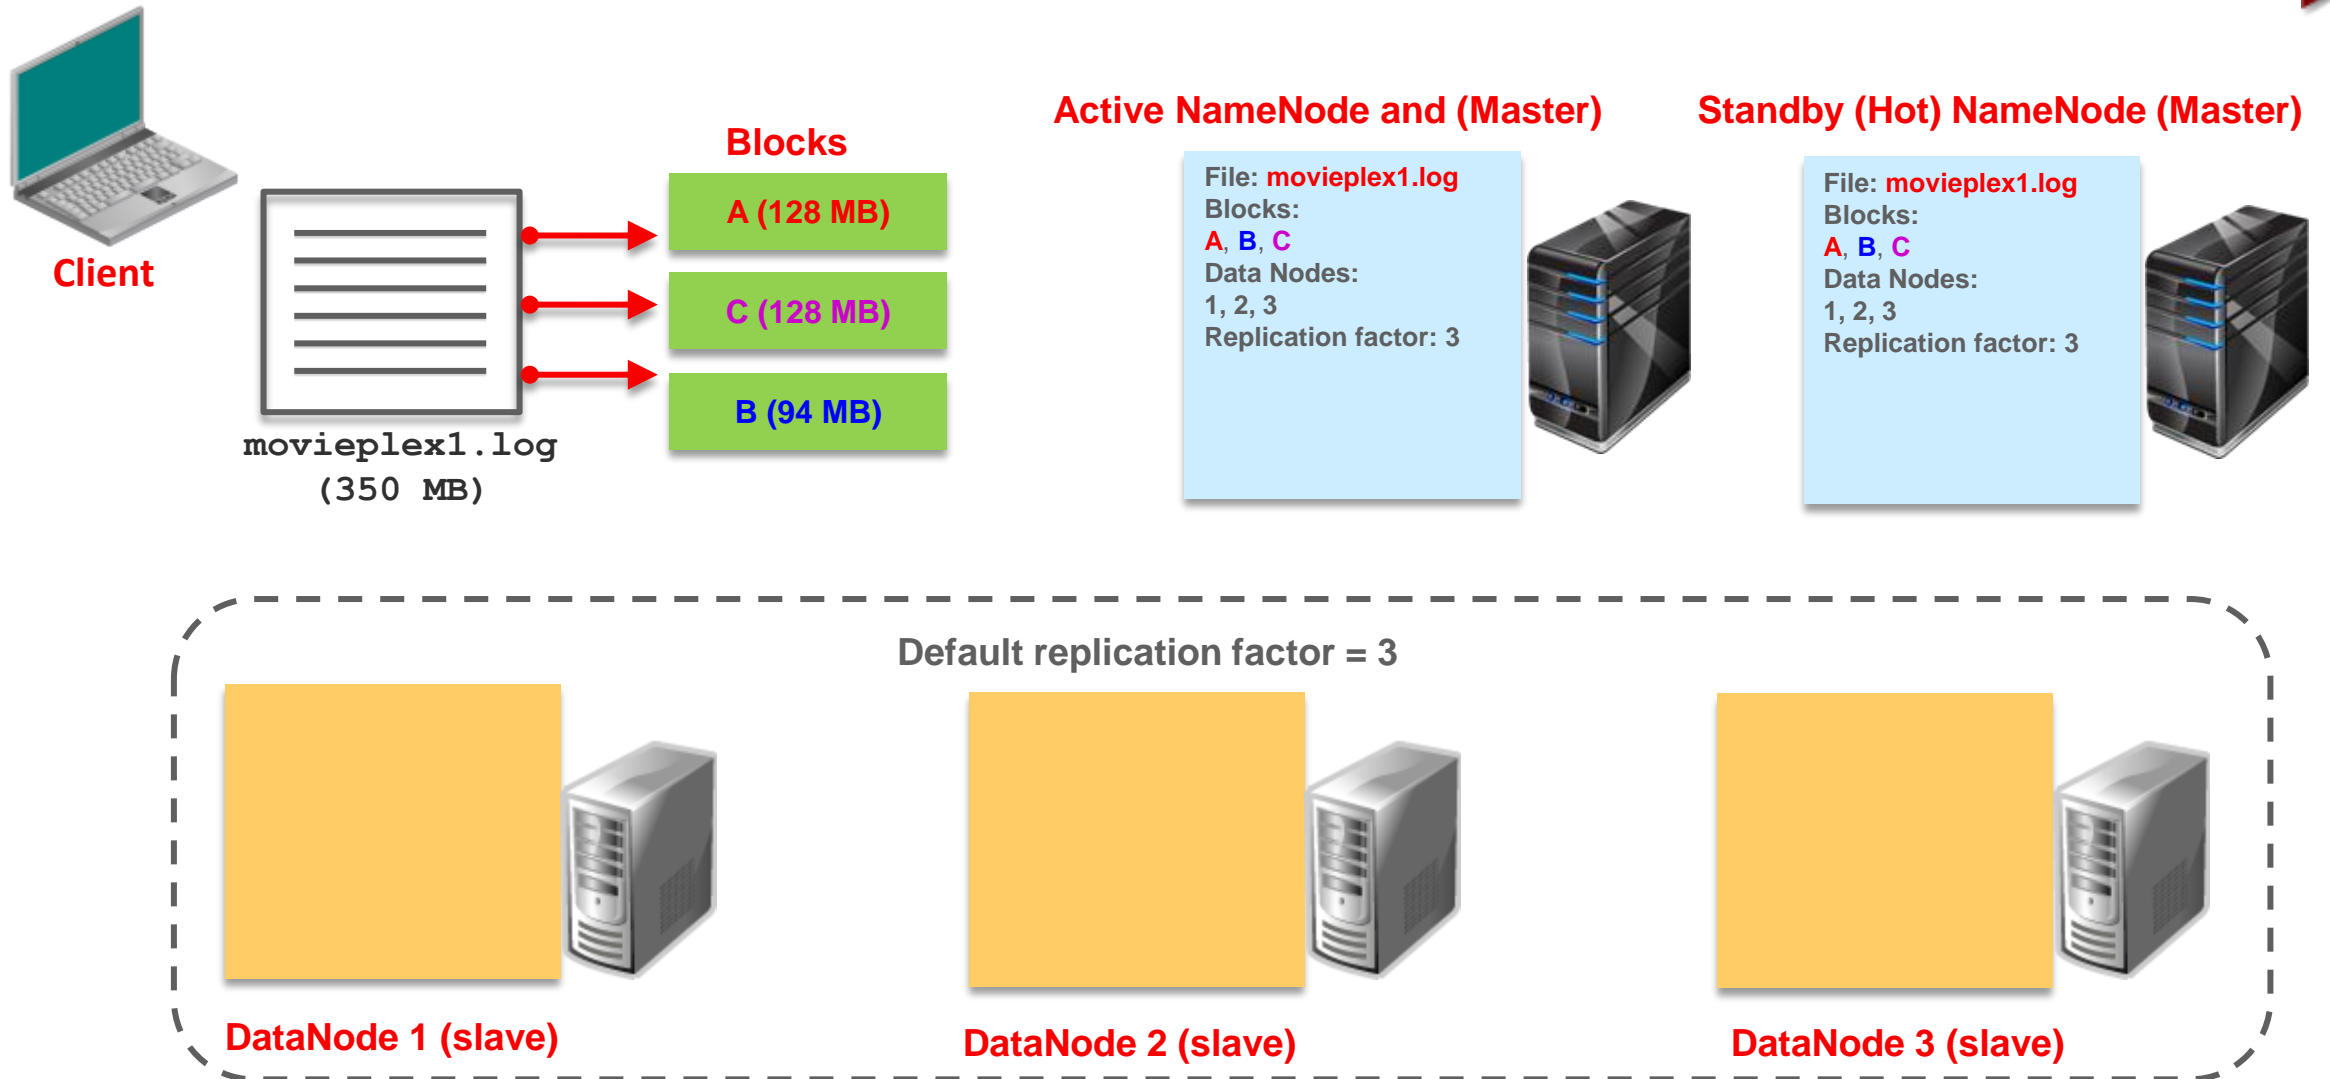 Client
movieplex1.log
(350 MB)
Blocks
A (128 MB)
C (128 MB)
B (94 MB)
Active NameNode and (Master)
File: movieplex1.log
Blocks:
A, B, C
Data Nodes:
1, 2, 3
Replication factor: 3
Standby (Hot) NameNode (Master)
File: movieplex1.log
Blocks:
A, B, C
Data Nodes:
1, 2, 3
Replication factor: 3
Default replication factor = 3
DataNode 1 (slave)
DataNode 2 (slave)
DataNode 3 (slave)